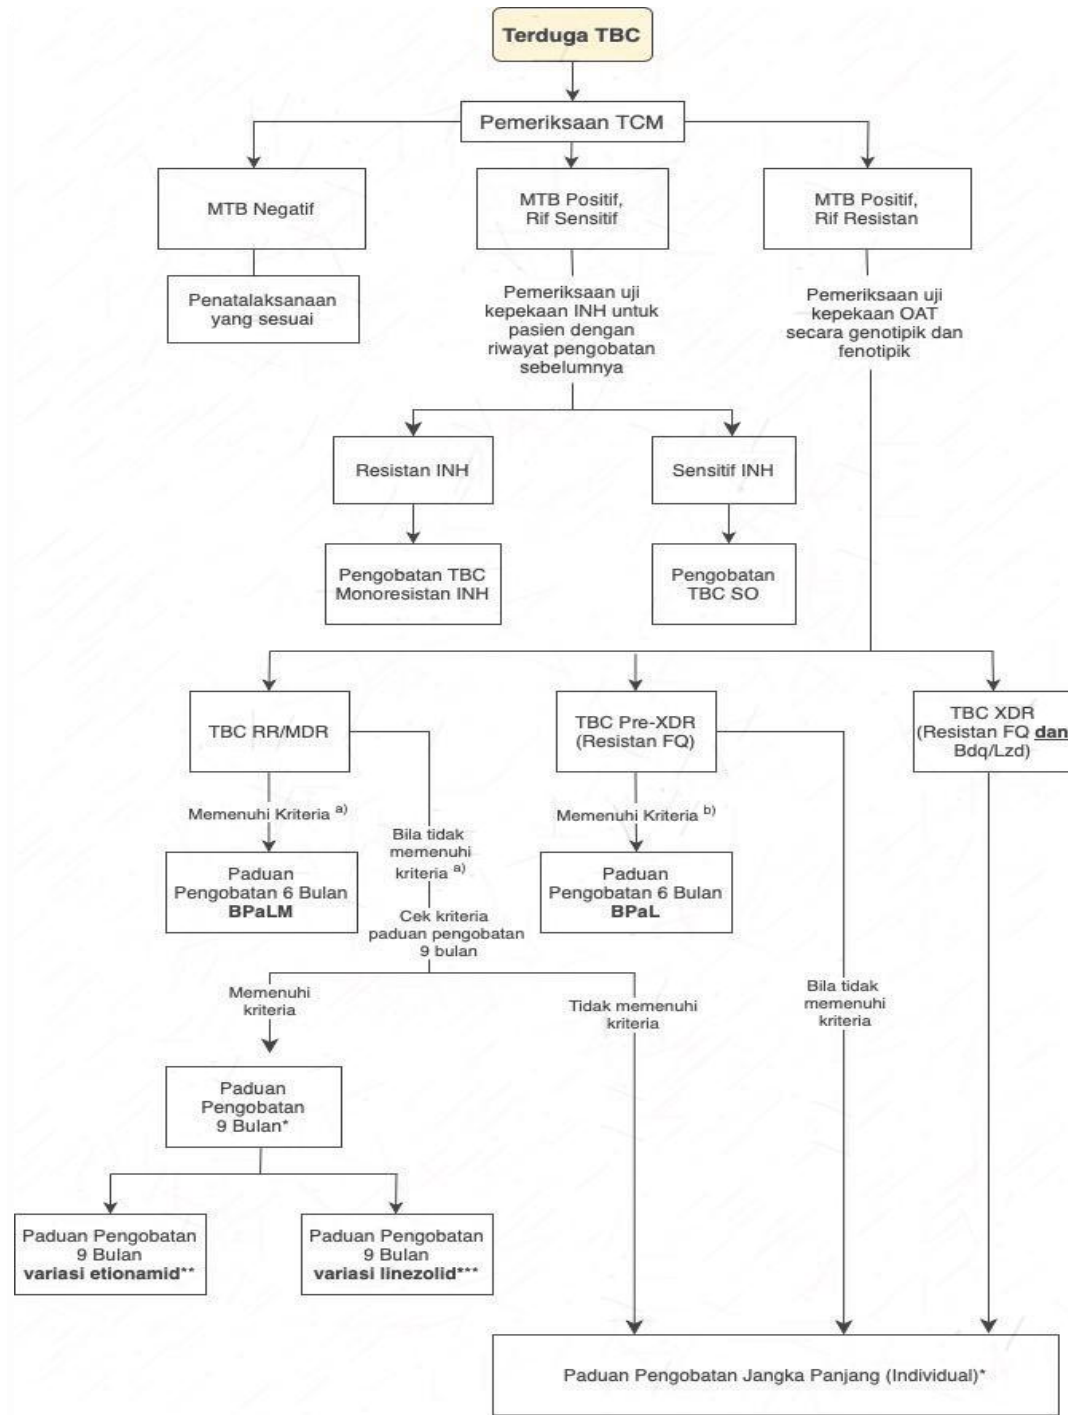 Terduga TBC
Pemeriksaan TCM
MTB Negatif
MTB Positif,
Rif Sensitif
MTB Positif,
Rif Resistan
Penatalaksanaan
yang sesuai
Pemeriksaan uji
kepekaan INH untuk
pasien dengan
riwayat pengobatan
sebelumnya
Pemeriksaan uji
kepekaan OAT
secara genotipik dan
fenotipik
Resistan INH
Sensitif INH
Pengobatan TBC
Monoresistan INH
Pengobatan
TBC SO
TBC RR/MDR
TBC Pre-XDR
(Resistan FQ)
TBC XDR
(Resistan FQ dan
Bdq/Lzd)
Memenuhi Kriteria a)
Bila tidak
memenuhi
kriteria a)
Memenuhi Kriteria b)
Paduan
Pengobatan 6 Bulan
BPaLM
Cek kriteria
paduan pengobatan
9 bulan
Paduan
Pengobatan 6 Bulan
BPaL
Memenuhi
kriteria
Tidak memenuhi
kriteria
Bila tidak
memenuhi
kriteria
Paduan
Pengobatan
9 Bulan*
Paduan Pengobatan
9 Bulan
variasi etionamid**
Paduan Pengobatan
9 Bulan
variasi linezolid***
Paduan Pengobatan Jangka Panjang (Individual)*